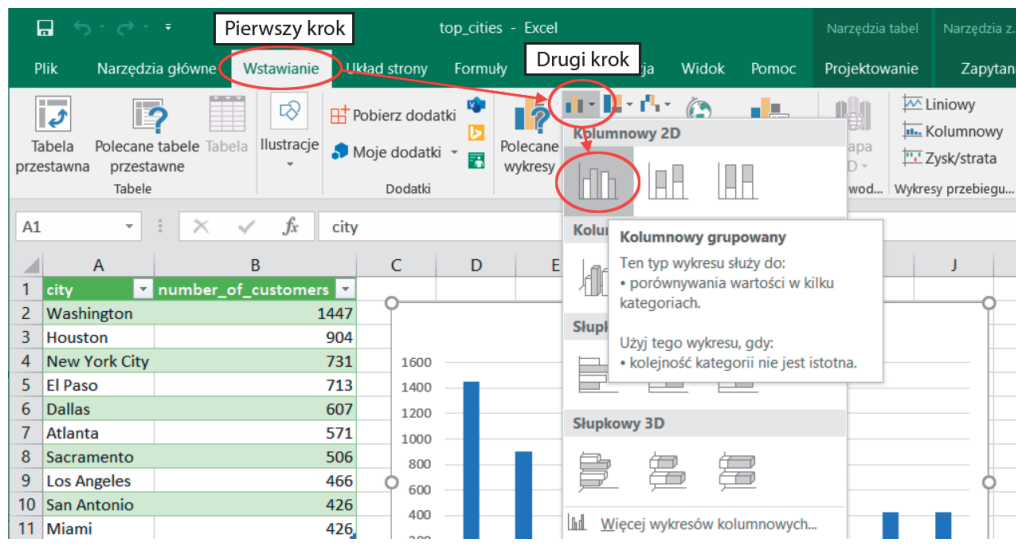 Pierwszy krok
top_cities - Excel
Narzędzia tabel
Narzędzia z.
Plik
Narzędzia główne
Wstawianie
Układ strony
Formuły
Drugi krok
Widok
Pomoc
Projektowanie
Zapytan
Tabela
przestawna
Polecane tabele
przestawne
Tabela
Tabele
Ilustracje
Pobierz dodatki
Moje dodatki
Dodatki
Polecane
wykresy
Liniowy
Kolumnowy
Zysk/strata
Wykresy przebiegu...
Kolumnowy 2D
A1
fx
city
Kolumnowy grupowany
Ten typ wykresu służy do:
• porównywania wartości w kilku
kategoriach.
Użyj tego wykresu, gdy:
• kolejność kategorii nie jest istotna.
Słupkowy 3D
Więcej wykresów kolumnowych...
A B C D E J
1 city number_of_customers
2 Washington 1447
3 Houston 904
4 New York City 731
5 El Paso 713
6 Dallas 607
7 Atlanta 571
8 Sacramento 506
9 Los Angeles 466
10 San Antonio 426
11 Miami 426
1600
1400
1200
1000
800
600
400